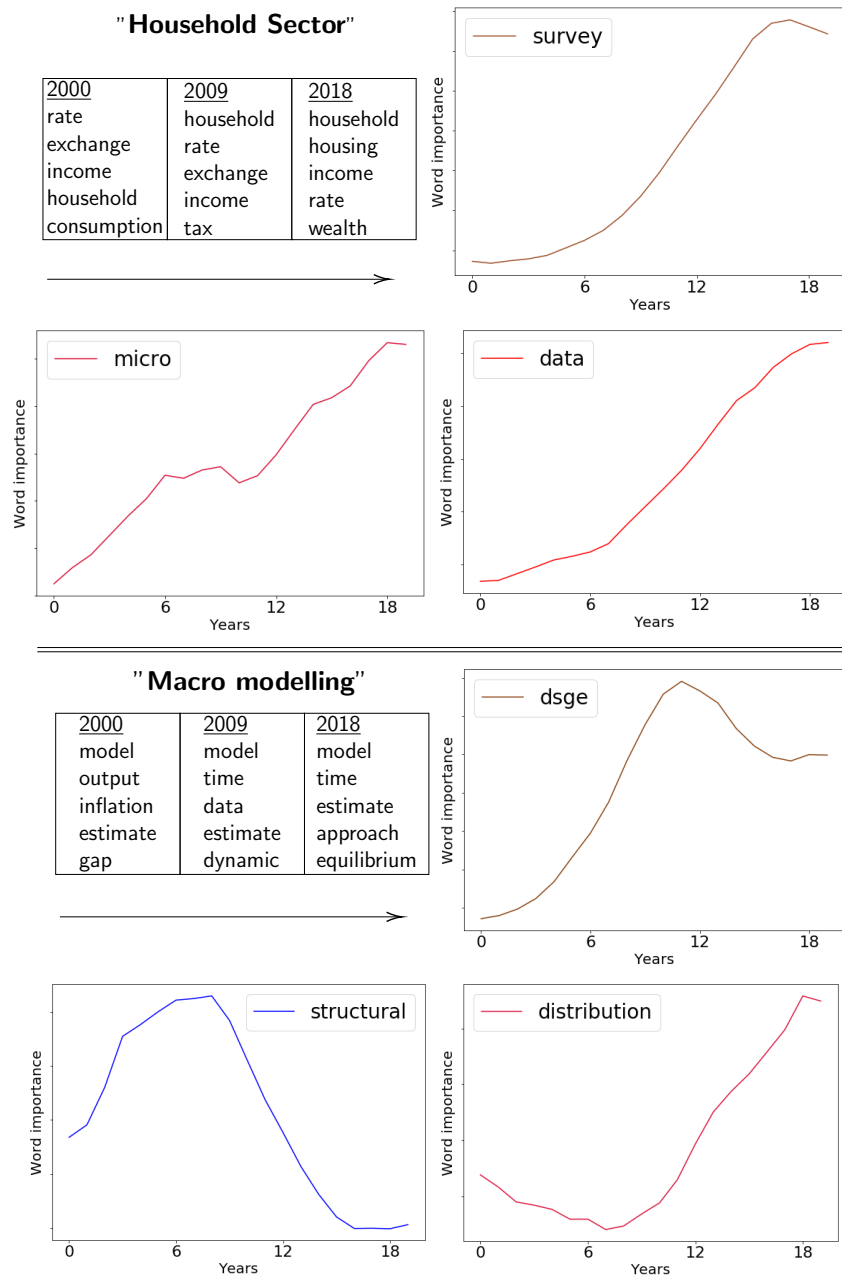 "Household Sector"
2000 2009 2018
rate household household
exchange rate housing
income exchange income
household income rate
consumption tax wealth
survey
Word importance
0 6 12 18
Years
micro
Word importance
0 6 12 18
Years
data
Word importance
0 6 12 18
Years
"Macro modelling"
2000 2009 2018
model model model
output time time
inflation data estimate
estimate estimate approach
gap dynamic equilibrium
dsge
Word importance
0 6 12 18
Years
structural
Word importance
0 6 12 18
Years
distribution
Word importance
0 6 12 18
Years